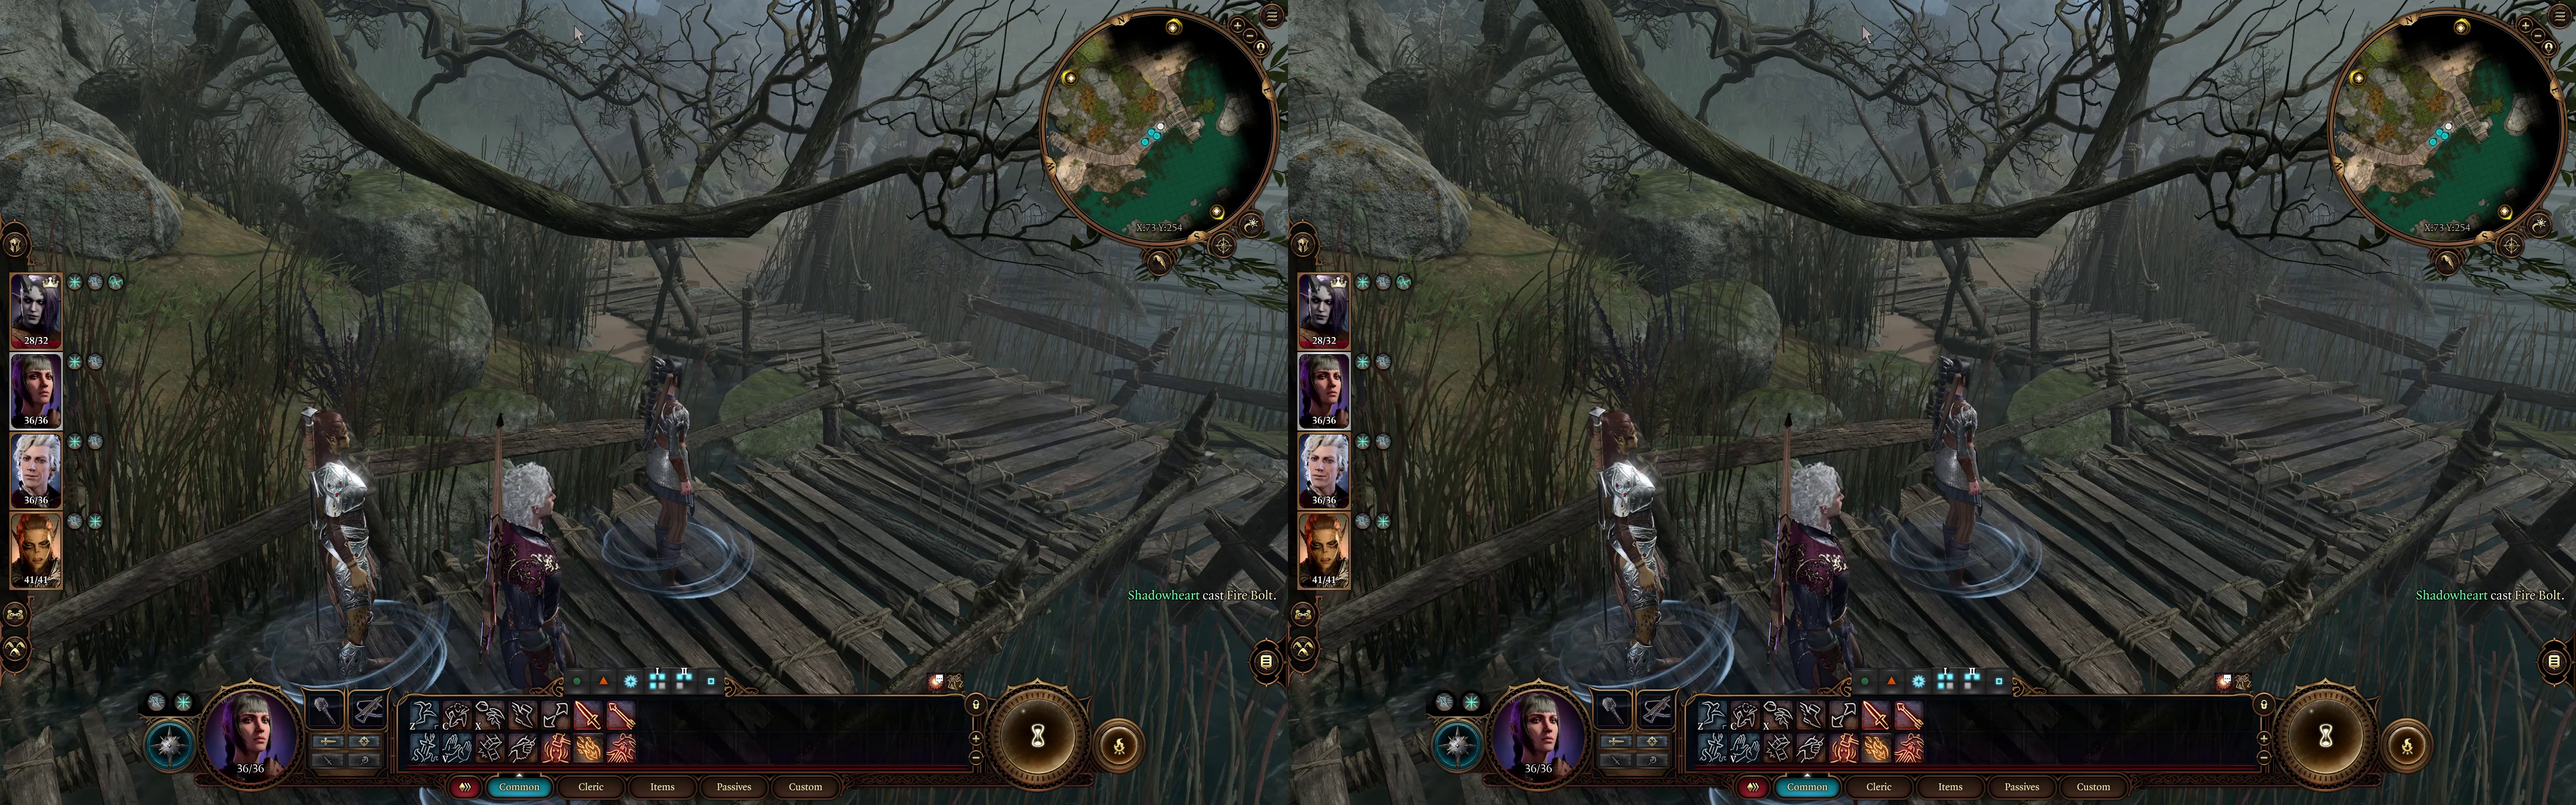 N
X:73 Y:254
S
28/32
36/36
36/36
41/41
Shadowheart cast Fire Bolt.
I II
36/36
Z C X
V
Common Cleric Items Passives Custom
N
X:73 Y:254
S
28/32
36/36
36/36
41/41
Shadowheart cast Fire Bolt.
I II
36/36
Z C X
V
Common Cleric Items Passives Custom